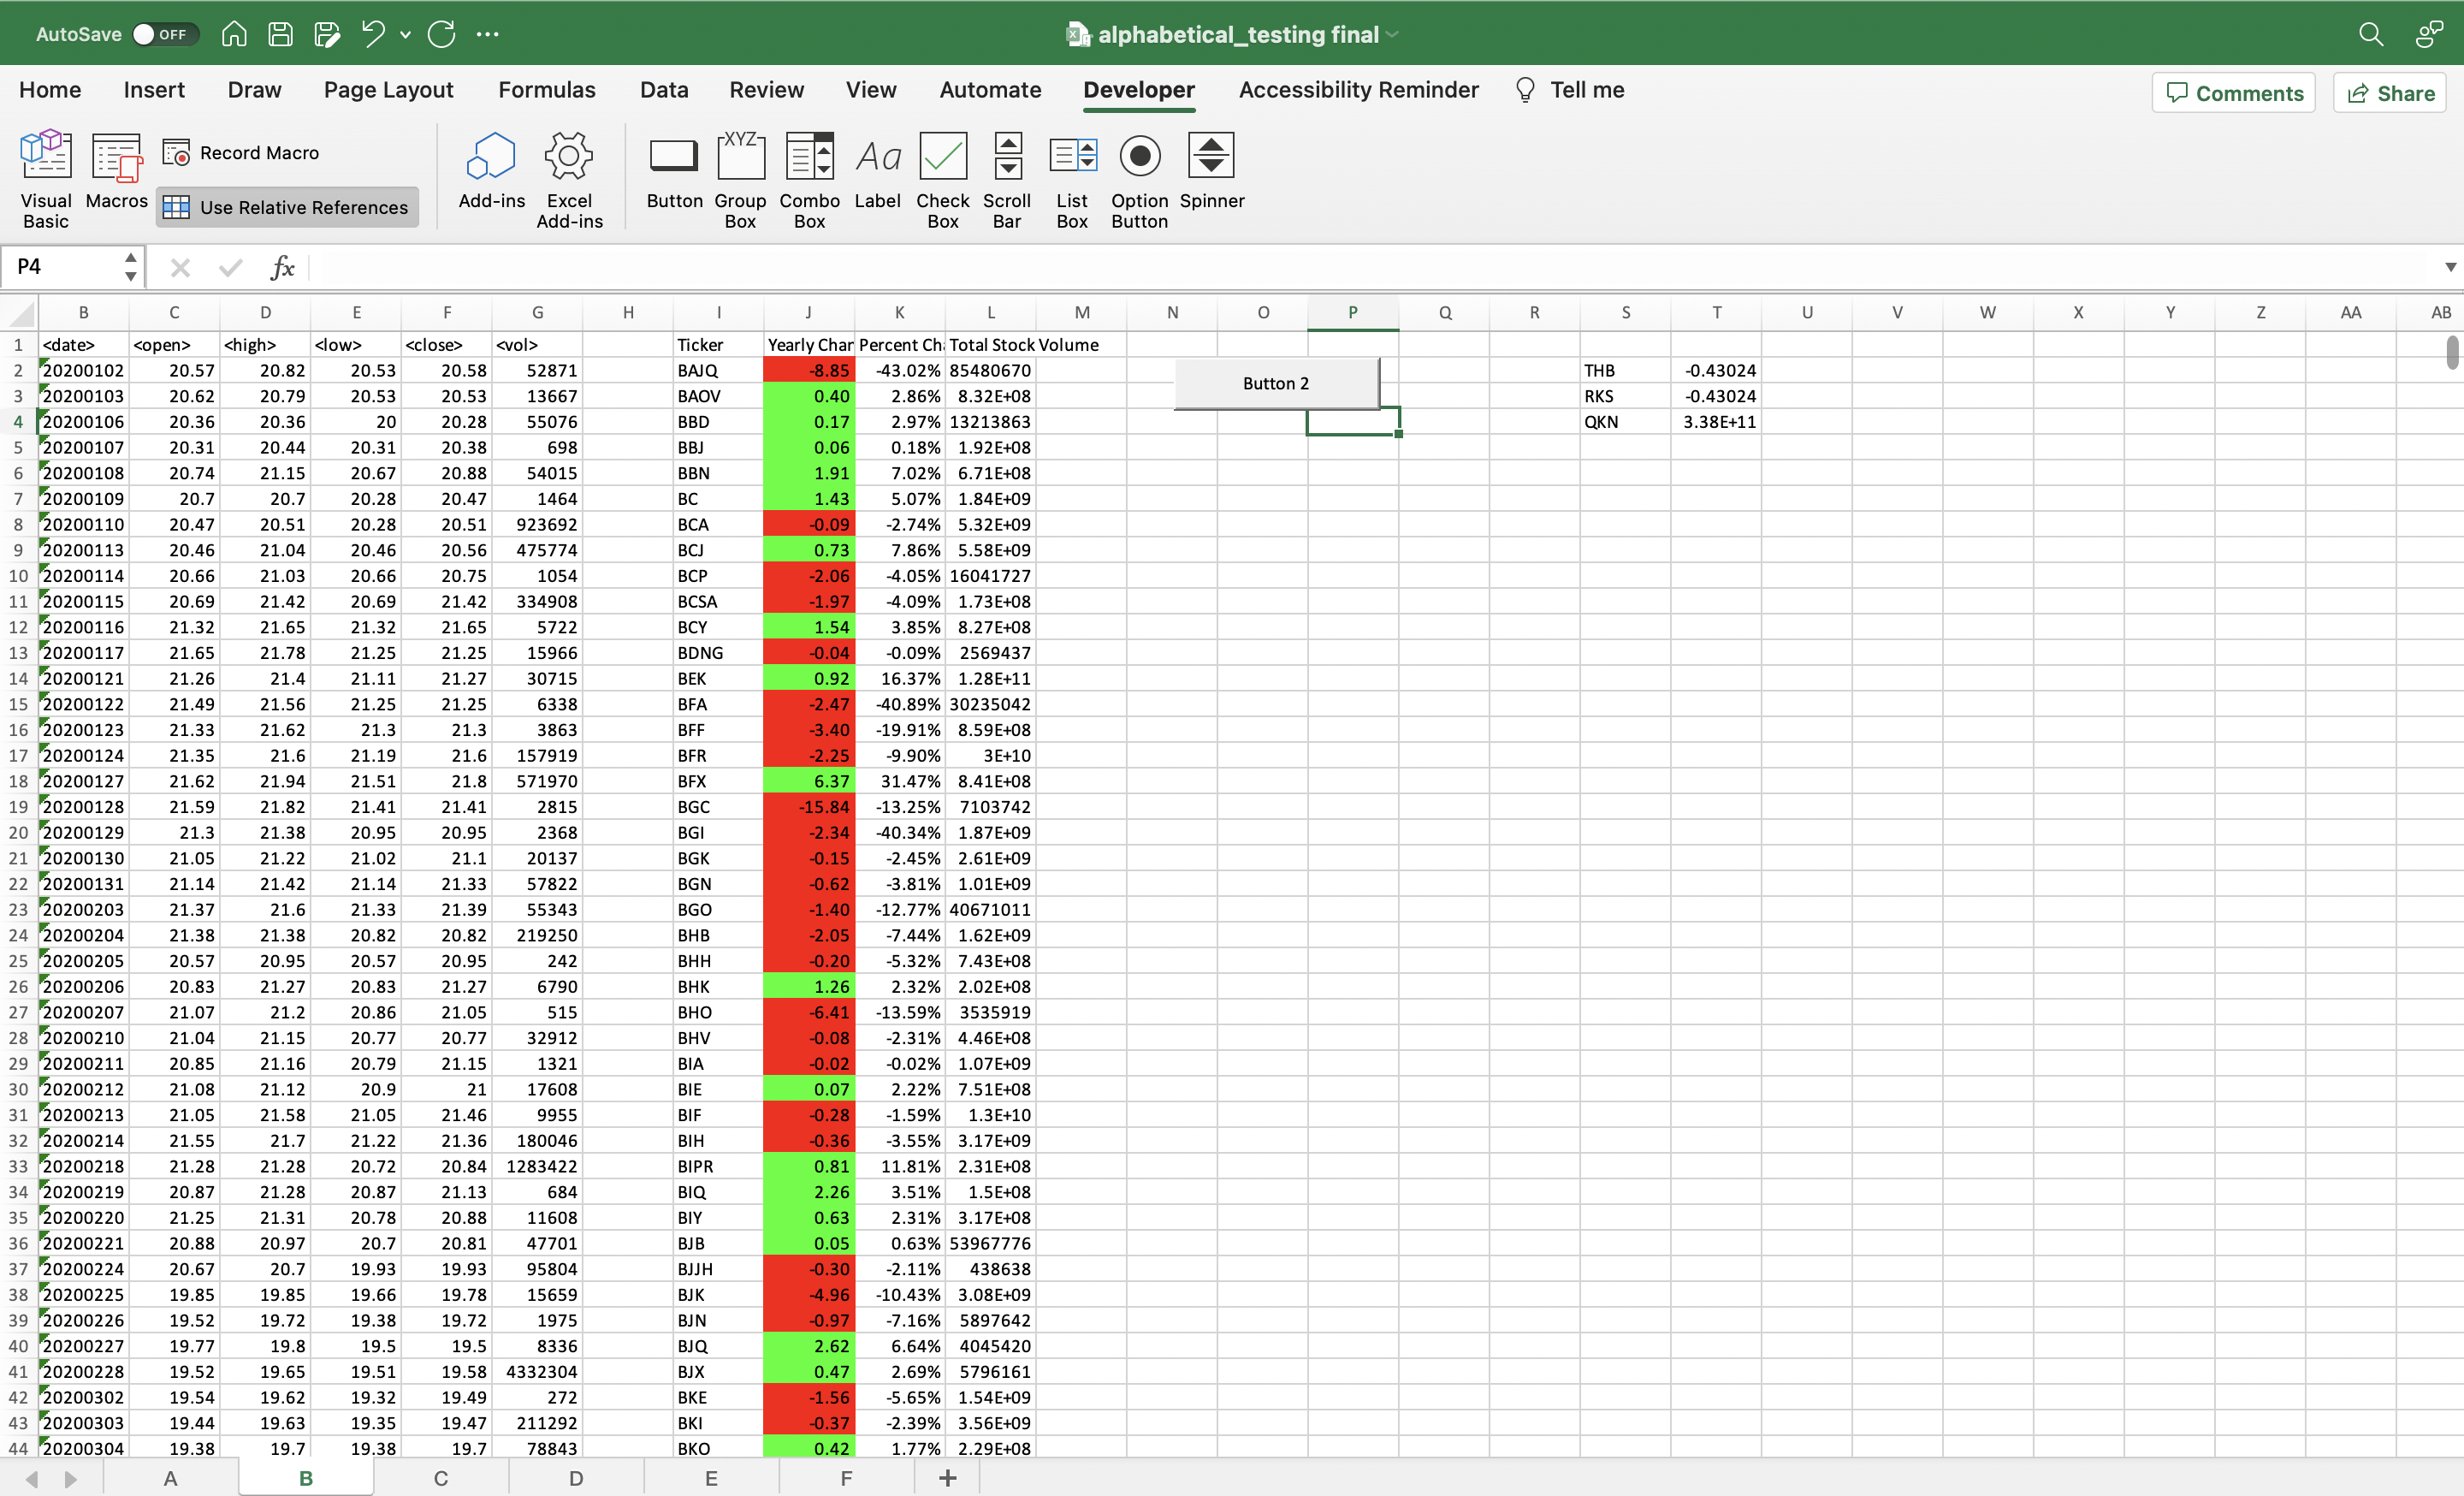 AutoSave OFF alphabetical_testing final
Home Insert Draw Page Layout Formulas Data Review View Automate Developer Accessibility Reminder Tell me Comments Share
Visual Basic Macros Record Macro Use Relative References Add-ins Excel Add-ins Button Group Box Combo Box Label Check Box Scroll Bar List Box Option Button Spinner
XYZ Aa
P4 fx
B C D E F G H I J K L M N O P Q R S T U V W X Y Z AA AB
1 <date> <open> <high> <low> <close> <vol> Ticker Yearly Char Percent Ch Total Stock Volume
2 20200102 20.57 20.82 20.53 20.58 52871 BAJQ -8.85 -43.02% 85480670 THB -0.43024
Button 2
3 20200103 20.62 20.79 20.53 20.53 13667 BAOV 0.40 2.86% 8.32E+08 RKS -0.43024
4 20200106 20.36 20.36 20 20.28 55076 BBD 0.17 2.97% 13213863 QKN 3.38E+11
5 20200107 20.31 20.44 20.31 20.38 698 BBJ 0.06 0.18% 1.92E+08
6 20200108 20.74 21.15 20.67 20.88 54015 BBN 1.91 7.02% 6.71E+08
7 20200109 20.7 20.7 20.28 20.47 1464 BC 1.43 5.07% 1.84E+09
8 20200110 20.47 20.51 20.28 20.51 923692 BCA -0.09 -2.74% 5.32E+09
9 20200113 20.46 21.04 20.46 20.56 475774 BCJ 0.73 7.86% 5.58E+09
10 20200114 20.66 21.03 20.66 20.75 1054 BCP -2.06 -4.05% 16041727
11 20200115 20.69 21.42 20.69 21.42 334908 BCSA -1.97 -4.09% 1.73E+08
12 20200116 21.32 21.65 21.32 21.65 5722 BCY 1.54 3.85% 8.27E+08
13 20200117 21.65 21.78 21.25 21.25 15966 BDNG -0.04 -0.09% 2569437
14 20200121 21.26 21.4 21.11 21.27 30715 BEK 0.92 16.37% 1.28E+11
15 20200122 21.49 21.56 21.25 21.25 6338 BFA -2.47 -40.89% 30235042
16 20200123 21.33 21.62 21.3 21.3 3863 BFF -3.40 -19.91% 8.59E+08
17 20200124 21.35 21.6 21.19 21.6 157919 BFR -2.25 -9.90% 3E+10
18 20200127 21.62 21.94 21.51 21.8 571970 BFX 6.37 31.47% 8.41E+08
19 20200128 21.59 21.82 21.41 21.41 2815 BGC -15.84 -13.25% 7103742
20 20200129 21.3 21.38 20.95 20.95 2368 BGI -2.34 -40.34% 1.87E+09
21 20200130 21.05 21.22 21.02 21.1 20137 BGK -0.15 -2.45% 2.61E+09
22 20200131 21.14 21.42 21.14 21.33 57822 BGN -0.62 -3.81% 1.01E+09
23 20200203 21.37 21.6 21.33 21.39 55343 BGO -1.40 -12.77% 40671011
24 20200204 21.38 21.38 20.82 20.82 219250 BHB -2.05 -7.44% 1.62E+09
25 20200205 20.57 20.95 20.57 20.95 242 BHH -0.20 -5.32% 7.43E+08
26 20200206 20.83 21.27 20.83 21.27 6790 BHK 1.26 2.32% 2.02E+08
27 20200207 21.07 21.2 20.86 21.05 515 BHO -6.41 -13.59% 3535919
28 20200210 21.04 21.15 20.77 20.77 32912 BHV -0.08 -2.31% 4.46E+08
29 20200211 20.85 21.16 20.79 21.15 1321 BIA -0.02 -0.02% 1.07E+09
30 20200212 21.08 21.12 20.9 21 17608 BIE 0.07 2.22% 7.51E+08
31 20200213 21.05 21.58 21.05 21.46 9955 BIF -0.28 -1.59% 1.3E+10
32 20200214 21.55 21.7 21.22 21.36 180046 BIH -0.36 -3.55% 3.17E+09
33 20200218 21.28 21.28 20.72 20.84 1283422 BIPR 0.81 11.81% 2.31E+08
34 20200219 20.87 21.28 20.87 21.13 684 BIQ 2.26 3.51% 1.5E+08
35 20200220 21.25 21.31 20.78 20.88 11608 BIY 0.63 2.31% 3.17E+08
36 20200221 20.88 20.97 20.7 20.81 47701 BJB 0.05 0.63% 53967776
37 20200224 20.67 20.7 19.93 19.93 95804 BJJH -0.30 -2.11% 438638
38 20200225 19.85 19.85 19.66 19.78 15659 BJK -4.96 -10.43% 3.08E+09
39 20200226 19.52 19.72 19.38 19.72 1975 BJN -0.97 -7.16% 5897642
40 20200227 19.77 19.8 19.5 19.5 8336 BJQ 2.62 6.64% 4045420
41 20200228 19.52 19.65 19.51 19.58 4332304 BJX 0.47 2.69% 5796161
42 20200302 19.54 19.62 19.32 19.49 272 BKE -1.56 -5.65% 1.54E+09
43 20200303 19.44 19.63 19.35 19.47 211292 BKI -0.37 -2.39% 3.56E+09
44 20200304 19.38 19.7 19.38 19.7 78843 BKO 0.42 1.77% 2.29E+08
A B C D E F +